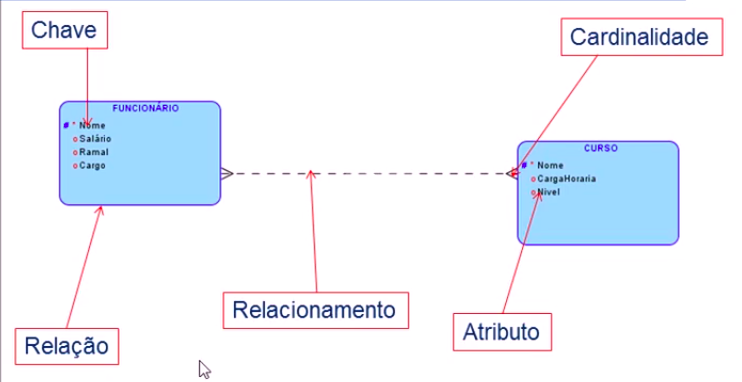 Chave
Cardinalidade
FUNCIONÁRIO
# * Nome
o Salário
o Ramal
o Cargo
CURSO
# * Nome
o CargaHoraria
o Nivel
Relacionamento
Atributo
Relação